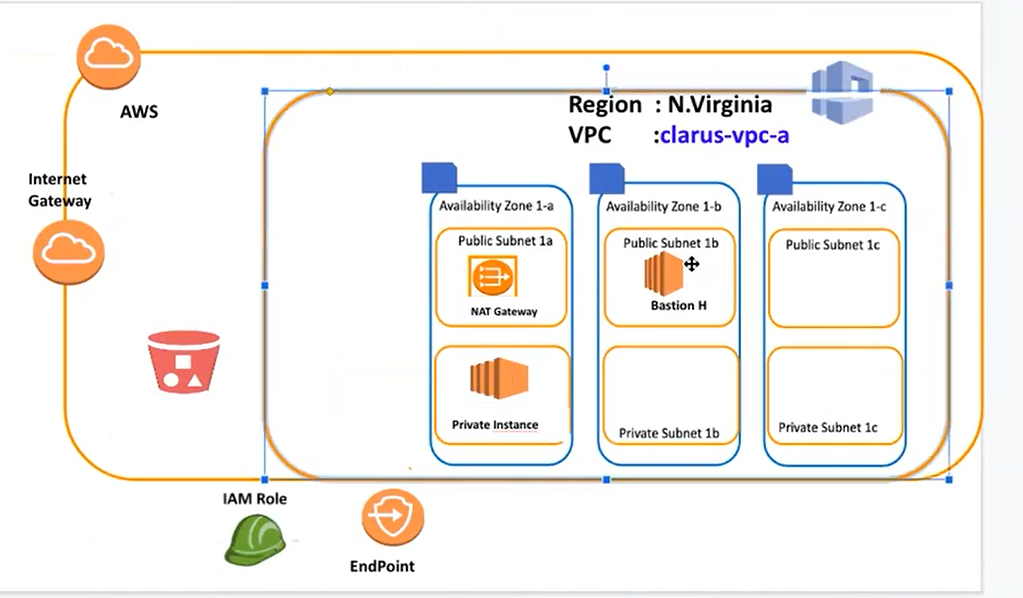 AWS
Region : N.Virginia
VPC :clarus-vpc-a
Internet
Gateway
Availability Zone 1-a
Public Subnet 1a
NAT Gateway
Private Instance
Availability Zone 1-b
Public Subnet 1b
Bastion H
Private Subnet 1b
Availability Zone 1-c
Public Subnet 1c
Private Subnet 1c
IAM Role
EndPoint